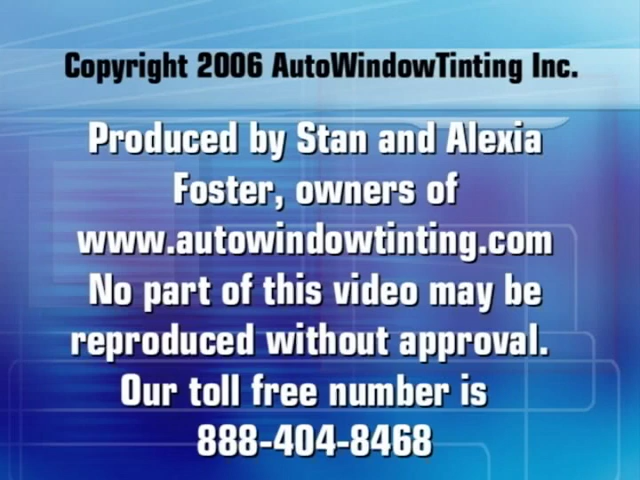 Copyright 2006 AutoWindowTinting Inc.
Produced by Stan and Alexia
Foster, owners of
www.autowindowtinting.com
No part of this video may be
reproduced without approval.
Our toll free number is
888-404-8468